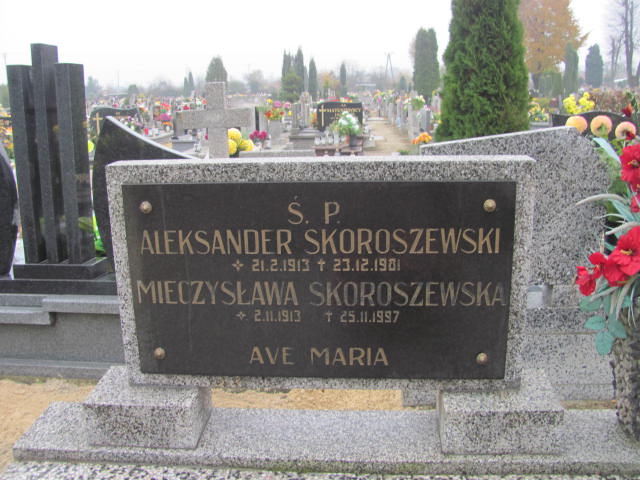 Ś. P.
ALEKSANDER SKOROSZEWSKI
✧ 21.2.1913 ✝ 23.12.1981
MIECZYSŁAWA SKOROSZEWSKA
✧ 2.11.1913 ✝ 25.11.1997
AVE MARIA